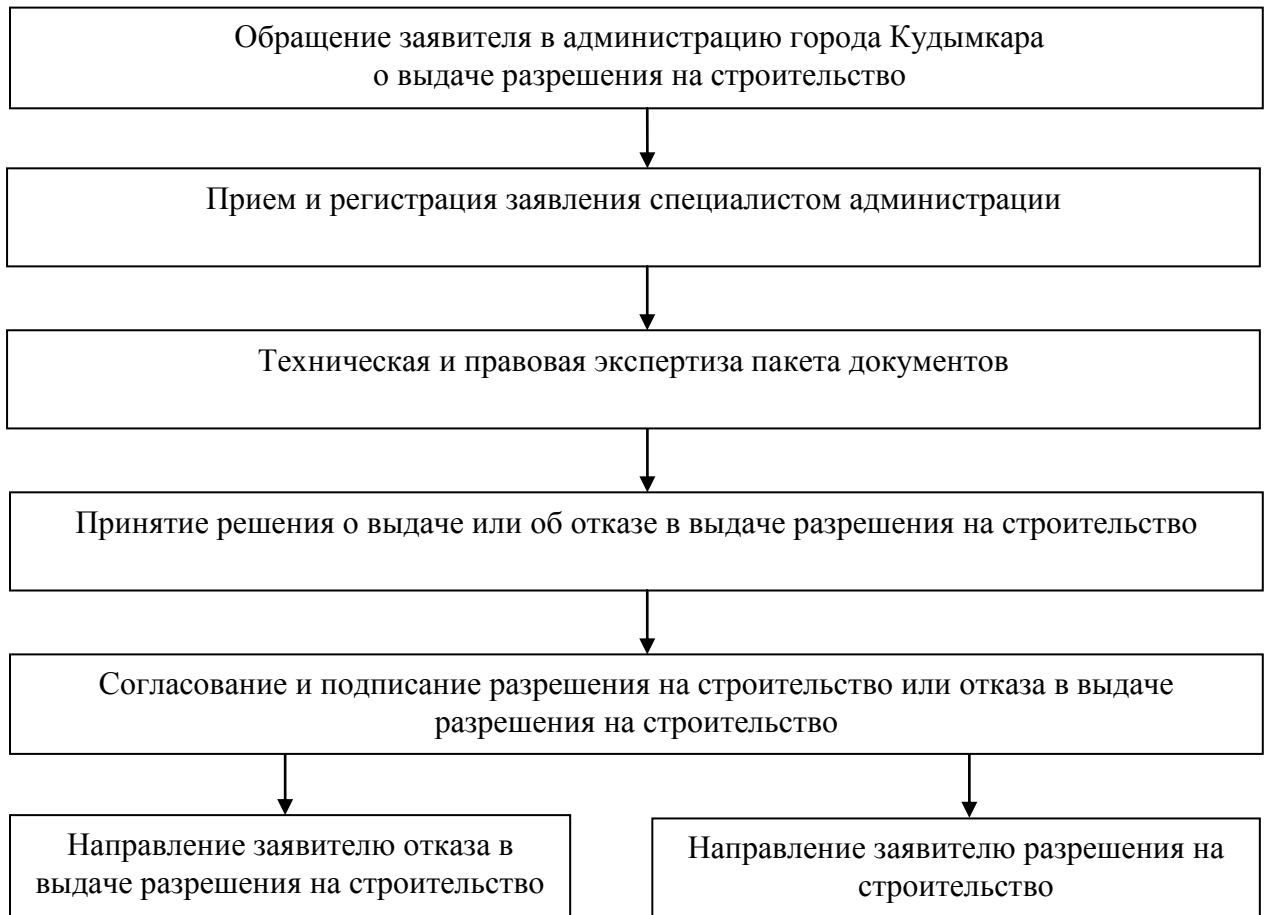 Обращение заявителя в администрацию города Кудымкара
о выдаче разрешения на строительство
Прием и регистрация заявления специалистом администрации
Техническая и правовая экспертиза пакета документов
Принятие решения о выдаче или об отказе в выдаче разрешения на строительство
Согласование и подписание разрешения на строительство или отказа в выдаче
разрешения на строительство
Направление заявителю отказа в
выдаче разрешения на строительство
Направление заявителю разрешения на
строительство